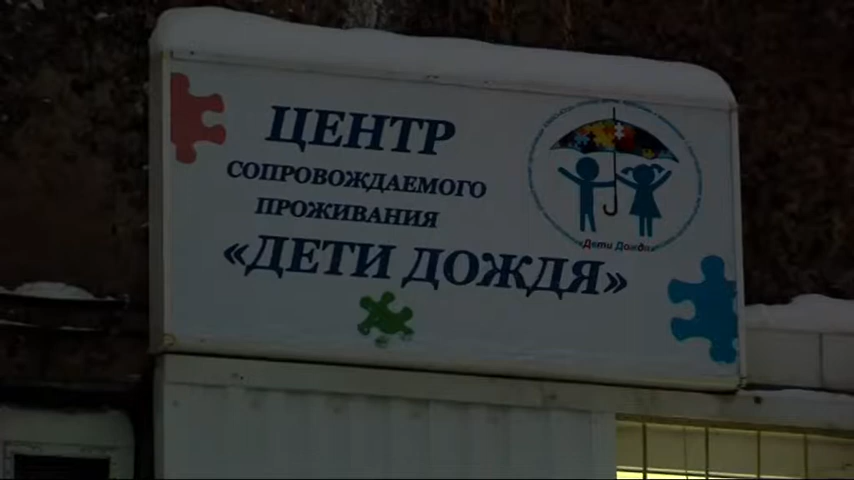 ЦЕНТР
СОПРОВОЖДАЕМОГО
ПРОЖИВАНИЯ
«ДЕТИ ДОЖДЯ»
«Дети Дождя»